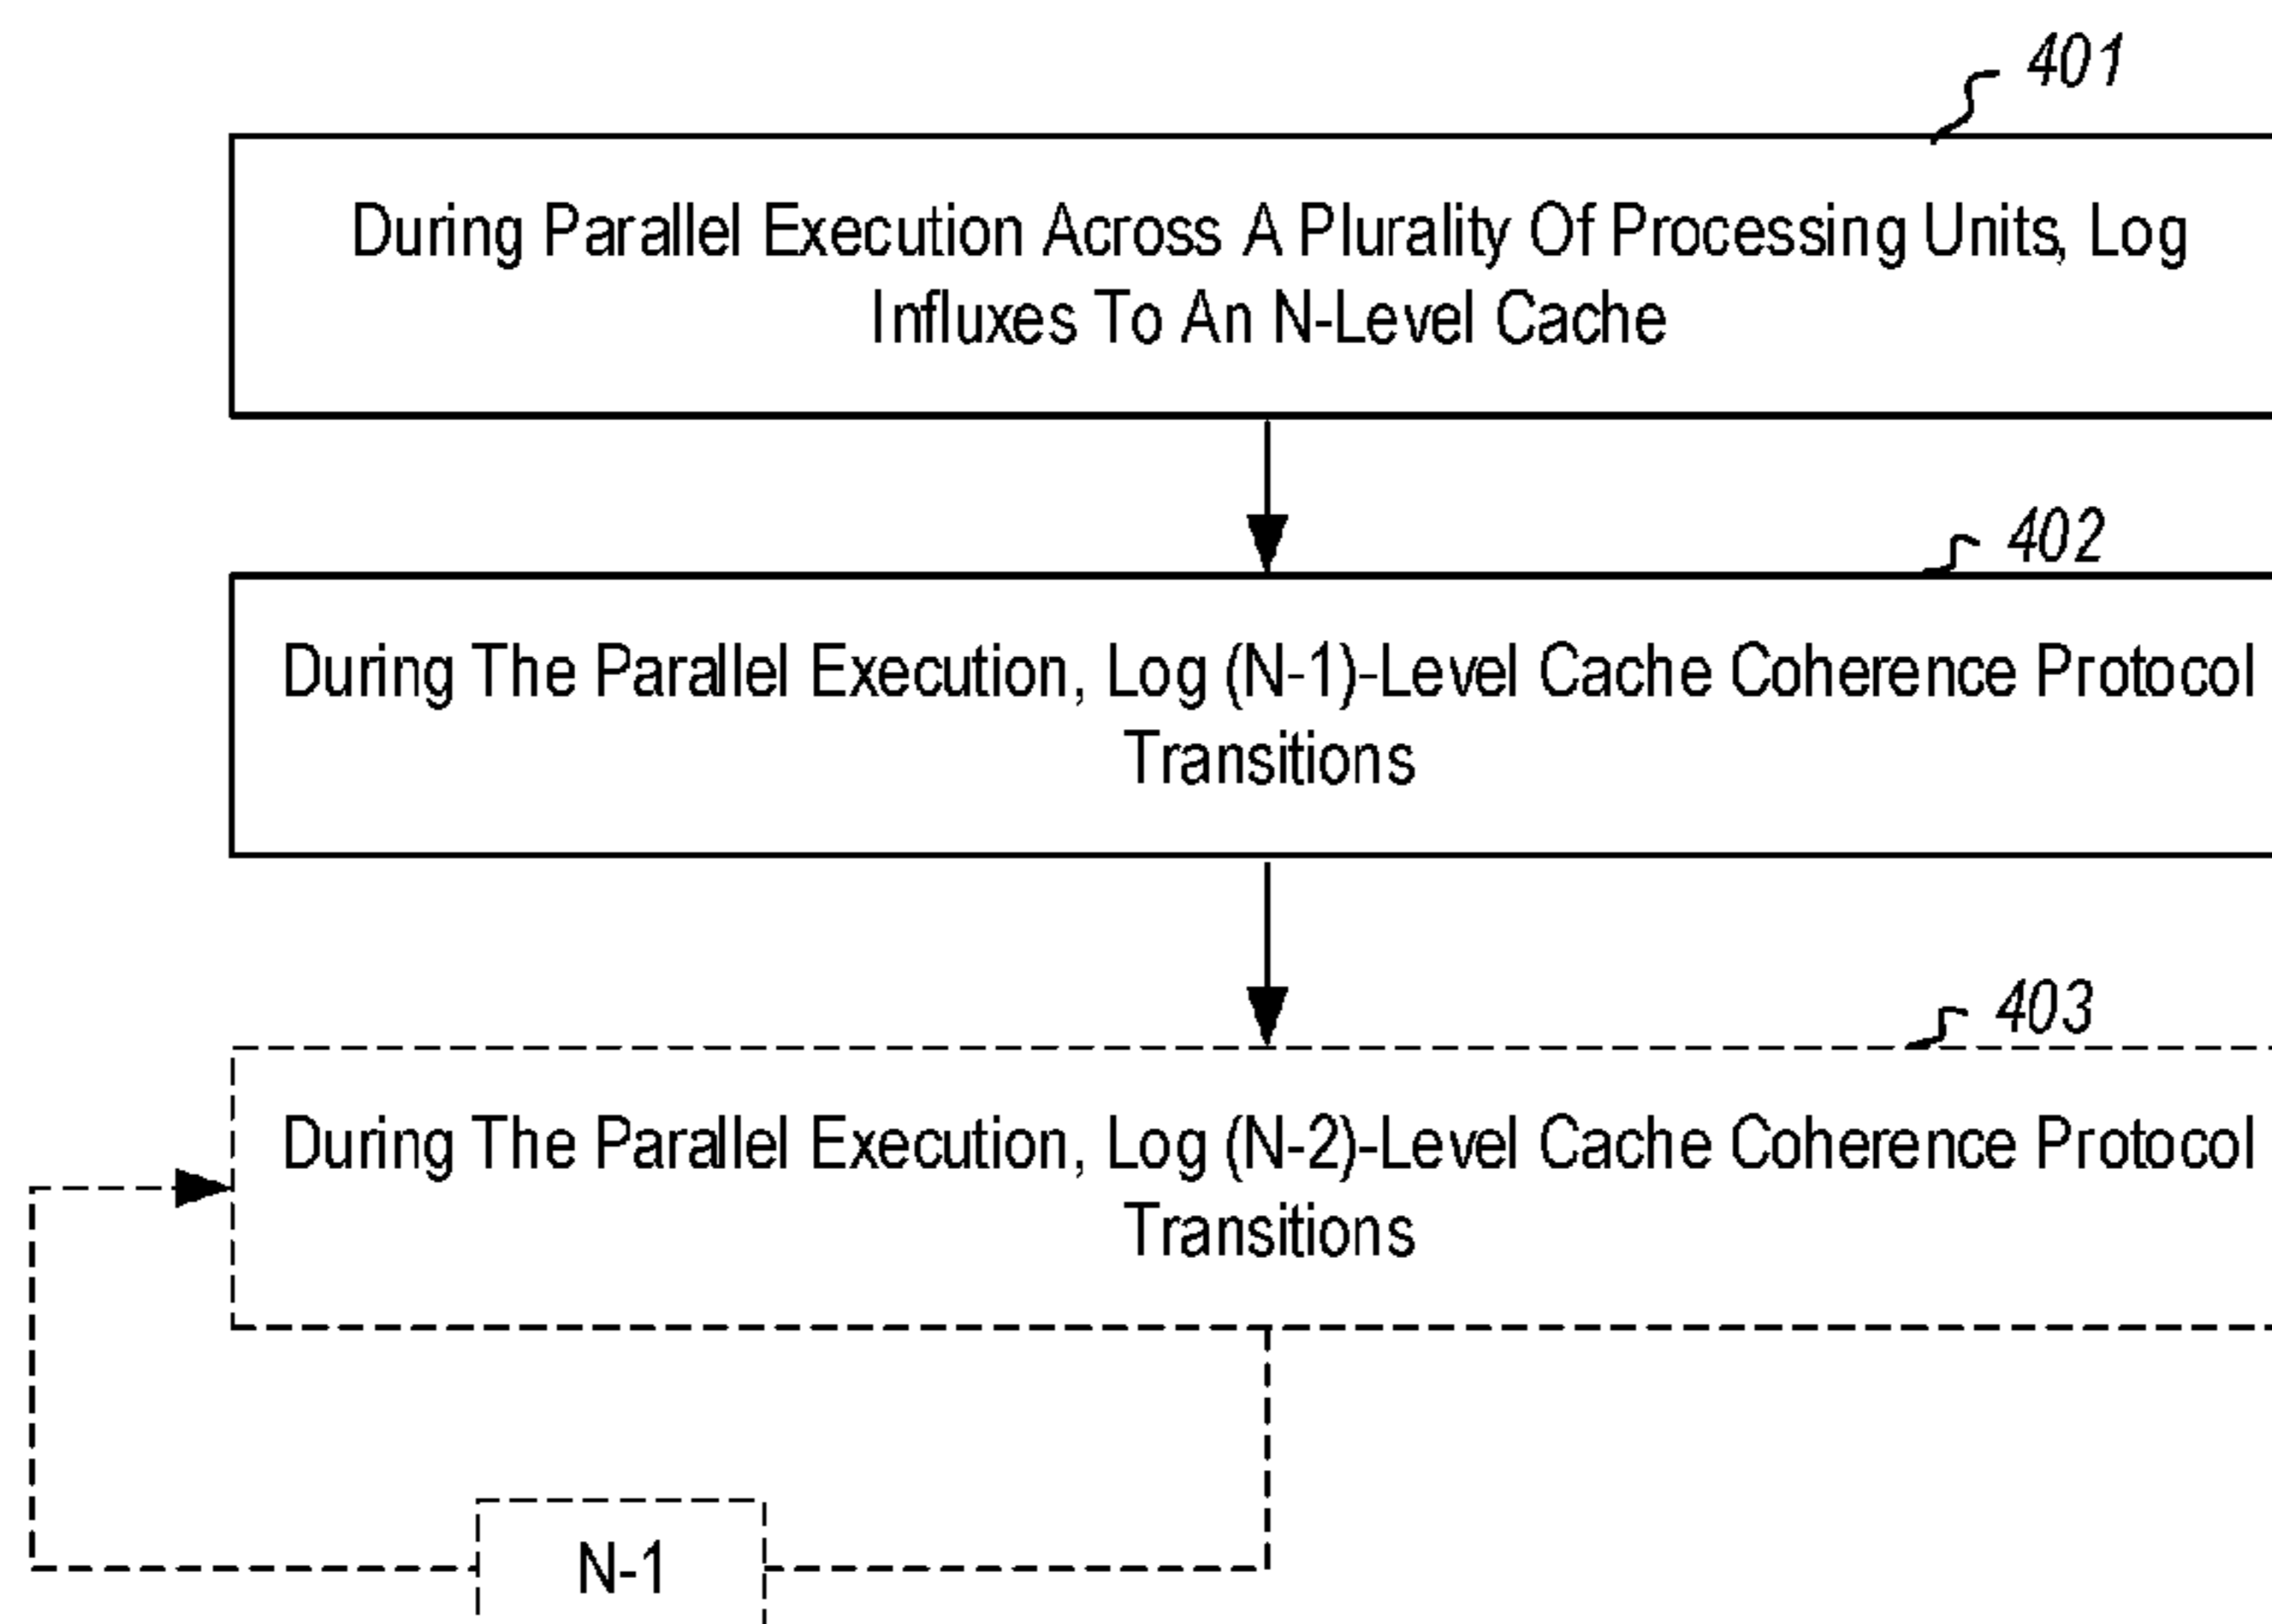 401
During Parallel Execution Across A Plurality Of Processing Units, Log
Influxes To An N-Level Cache
402
During The Parallel Execution, Log (N-1)-Level Cache Coherence Protocol
Transitions
403
During The Parallel Execution, Log (N-2)-Level Cache Coherence Protocol
Transitions
N-1